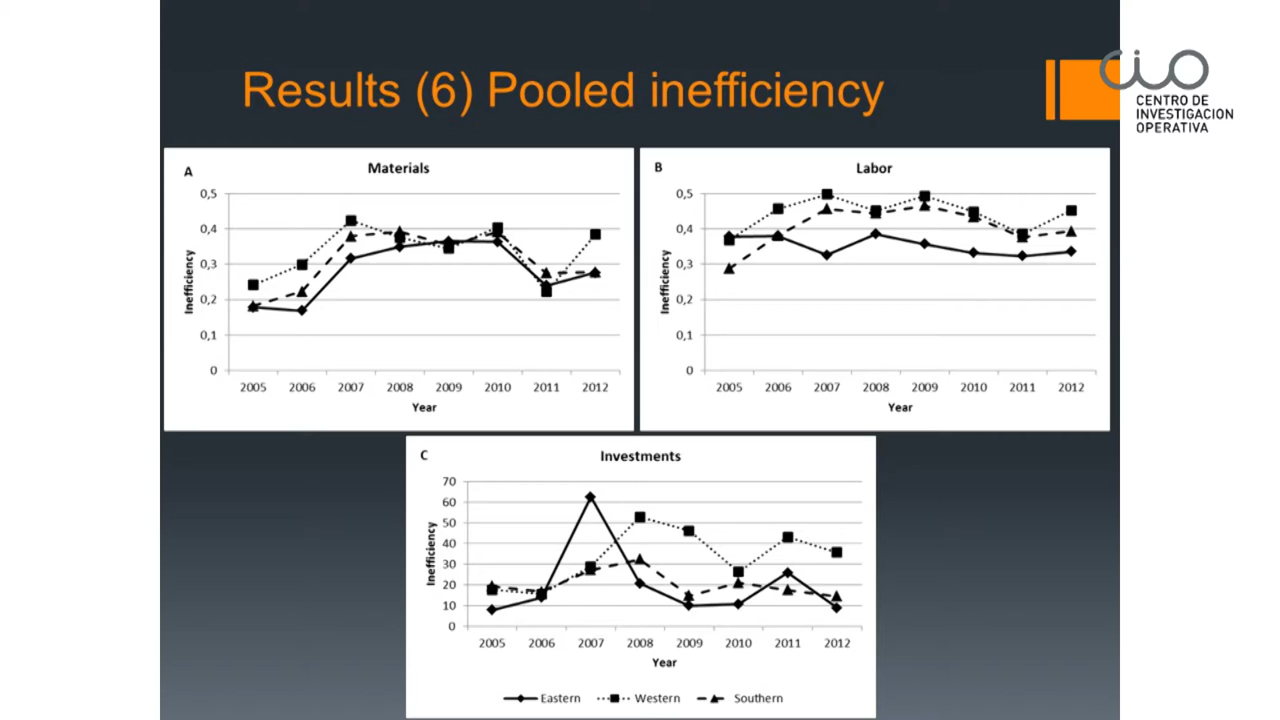 Results (6) Pooled inefficiency
CIO
CENTRO DE
INVESTIGACION
OPERATIVA
A
Materials
0,5
0,4
0,3
0,2
0,1
0
Inefficiency
2005 2006 2007 2008 2009 2010 2011 2012
Year
B
Labor
0,5
0,4
0,3
0,2
0,1
0
Inefficiency
2005 2006 2007 2008 2009 2010 2011 2012
Year
C
Investments
70
60
50
40
30
20
10
0
Inefficiency
2005 2006 2007 2008 2009 2010 2011 2012
Year
Eastern Western Southern